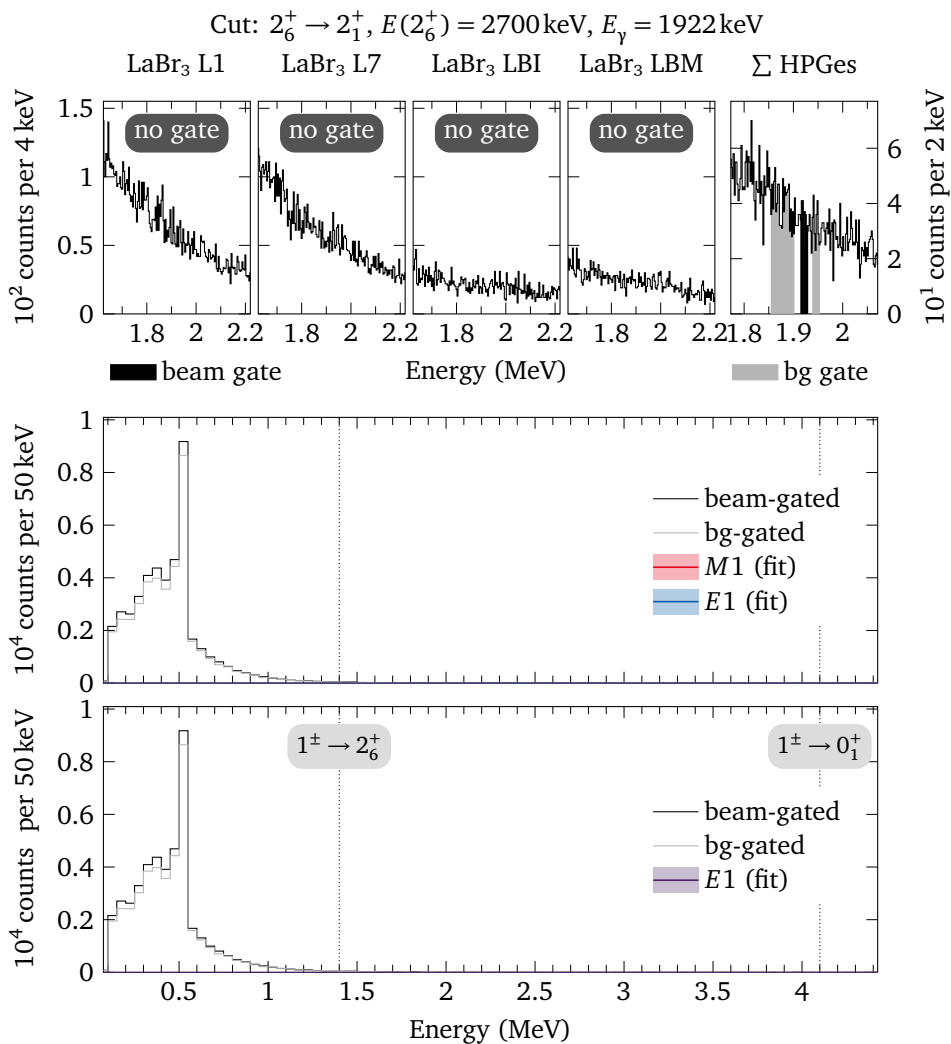 Cut: 2₆⁺ → 2₁⁺, E(2₆⁺) = 2700 keV, Eγ = 1922 keV
LaBr₃ L1 LaBr₃ L7 LaBr₃ LBI LaBr₃ LBM ∑ HPGes
no gate no gate no gate no gate
10² counts per 4 keV
0 0.5 1 1.5
1.8 2 2.2 1.8 2 2.2 1.8 2 2.2 1.8 2 2.2 1.8 1.9 2
0 2 4 6
10¹ counts per 2 keV
beam gate Energy (MeV) bg gate
10⁴ counts per 50 keV
0 0.2 0.4 0.6 0.8 1
beam-gated
bg-gated
M1 (fit)
E1 (fit)
10⁴ counts per 50 keV
0 0.2 0.4 0.6 0.8 1
1± → 2₆⁺ 1± → 0₁⁺
beam-gated
bg-gated
E1 (fit)
0.5 1 1.5 2 2.5 3 3.5 4
Energy (MeV)